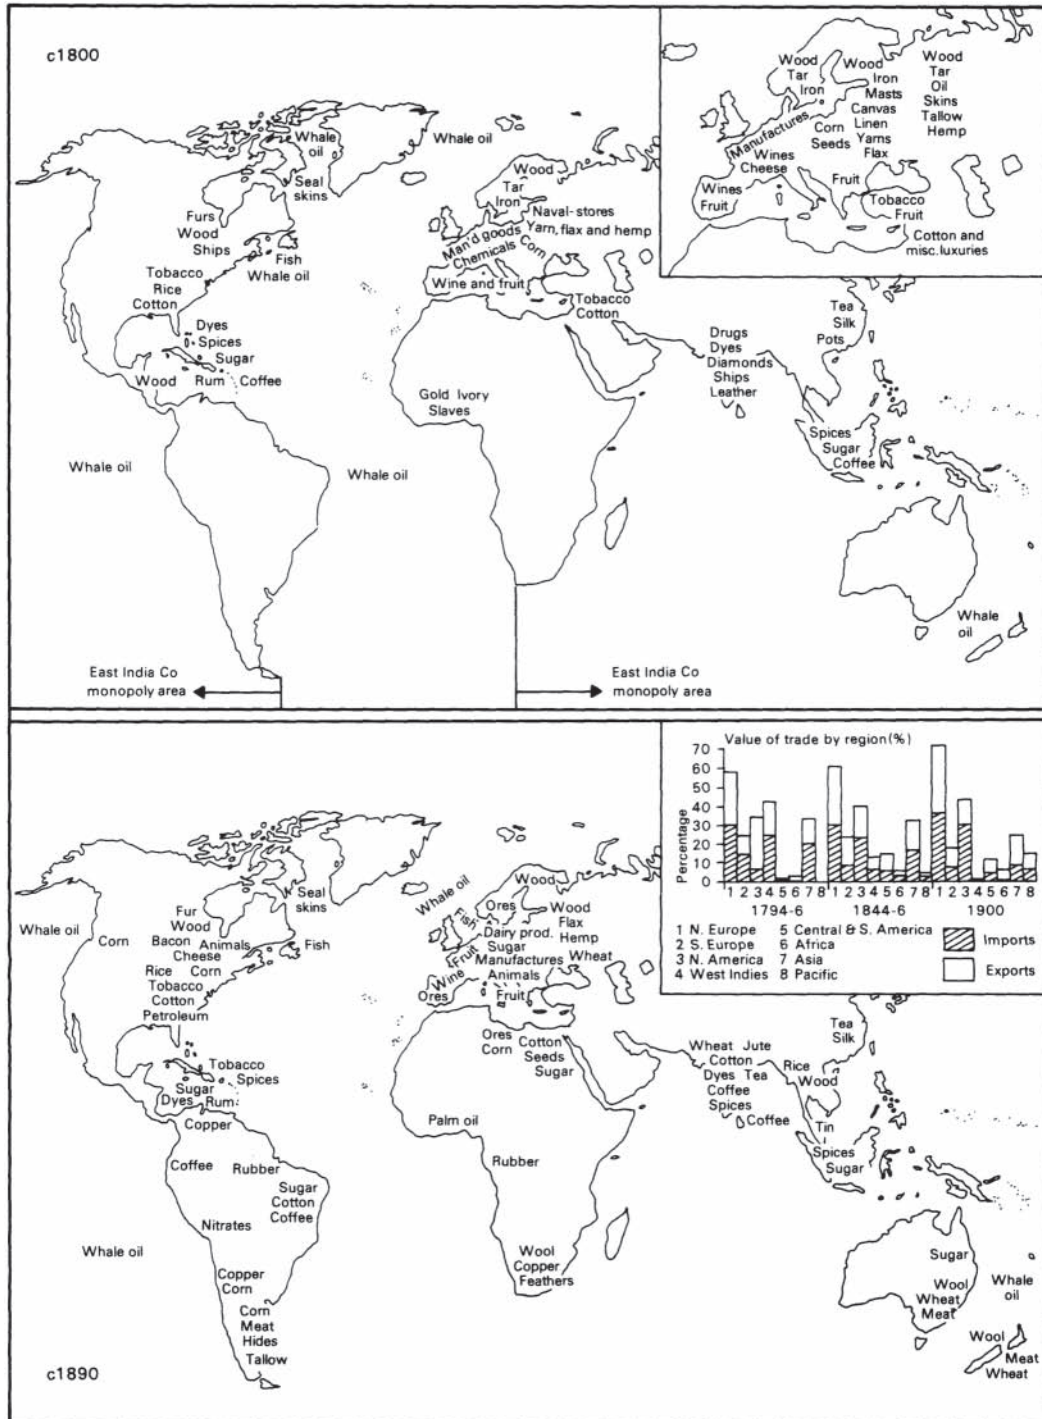 c1800
Whale oil
Whale
oil
Seal
skins
Furs
Wood
Ships
Fish
Whale oil
Tobacco
Rice
Cotton
Dyes
Spices
Sugar
Wood
Rum
Coffee
Whale oil
Whale oil
Wood
Tar
Iron
Naval-stores
Yarn, flax and hemp
Man'd goods
Chemicals
Corn
Wine and fruit
Tobacco
Cotton
Gold Ivory
Slaves
Drugs
Dyes
Diamonds
Ships
Leather
Tea
Silk
Pots
Spices
Sugar
Coffee
Whale
oil
East India Co
monopoly area
East India Co
monopoly area
Wood
Tar
Iron
Wood
Iron
Masts
Canvas
Linen
Yarns
Flax
Wood
Tar
Oil
Skins
Tallow
Hemp
Manufactures
Corn
Seeds
Wines
Cheese
Wines
Fruit
Fruit
Tobacco
Fruit
Cotton and
misc. luxuries
Value of trade by region (%)
Percentage
70
60
50
40
30
20
10
0
1 2 3 4 5 6 7 8 1 2 3 4 5 6 7 8 1 2 3 4 5 6 7 8
1794-6 1844-6 1900
1 N. Europe 5 Central & S. America
2 S. Europe 6 Africa
3 N. America 7 Asia
4 West Indies 8 Pacific
Imports
Exports
Whale oil
Seal
skins
Fur
Wood
Bacon
Cheese
Animals
Fish
Whale oil
Corn
Rice
Corn
Tobacco
Cotton
Petroleum
Tobacco
Spices
Sugar
Dyes
Rum
Copper
Coffee
Rubber
Sugar
Cotton
Coffee
Nitrates
Whale oil
Copper
Corn
Corn
Meat
Hides
Tallow
Wood
Ores
Fish
Wood
Flax
Hemp
Dairy prod.
Sugar
Fruit
Manufactures
Wheat
Wine
Animals
Ores
Fruit
Ores
Corn
Cotton
Seeds
Sugar
Palm oil
Rubber
Wool
Copper
Feathers
Wheat Jute
Cotton
Dyes Tea
Coffee
Spices
Coffee
Rice
Wood
Tea
Silk
Tin
Spices
Sugar
Sugar
Wool
Wheat
Meat
Whale
oil
Wool
Meat
Wheat
c1890